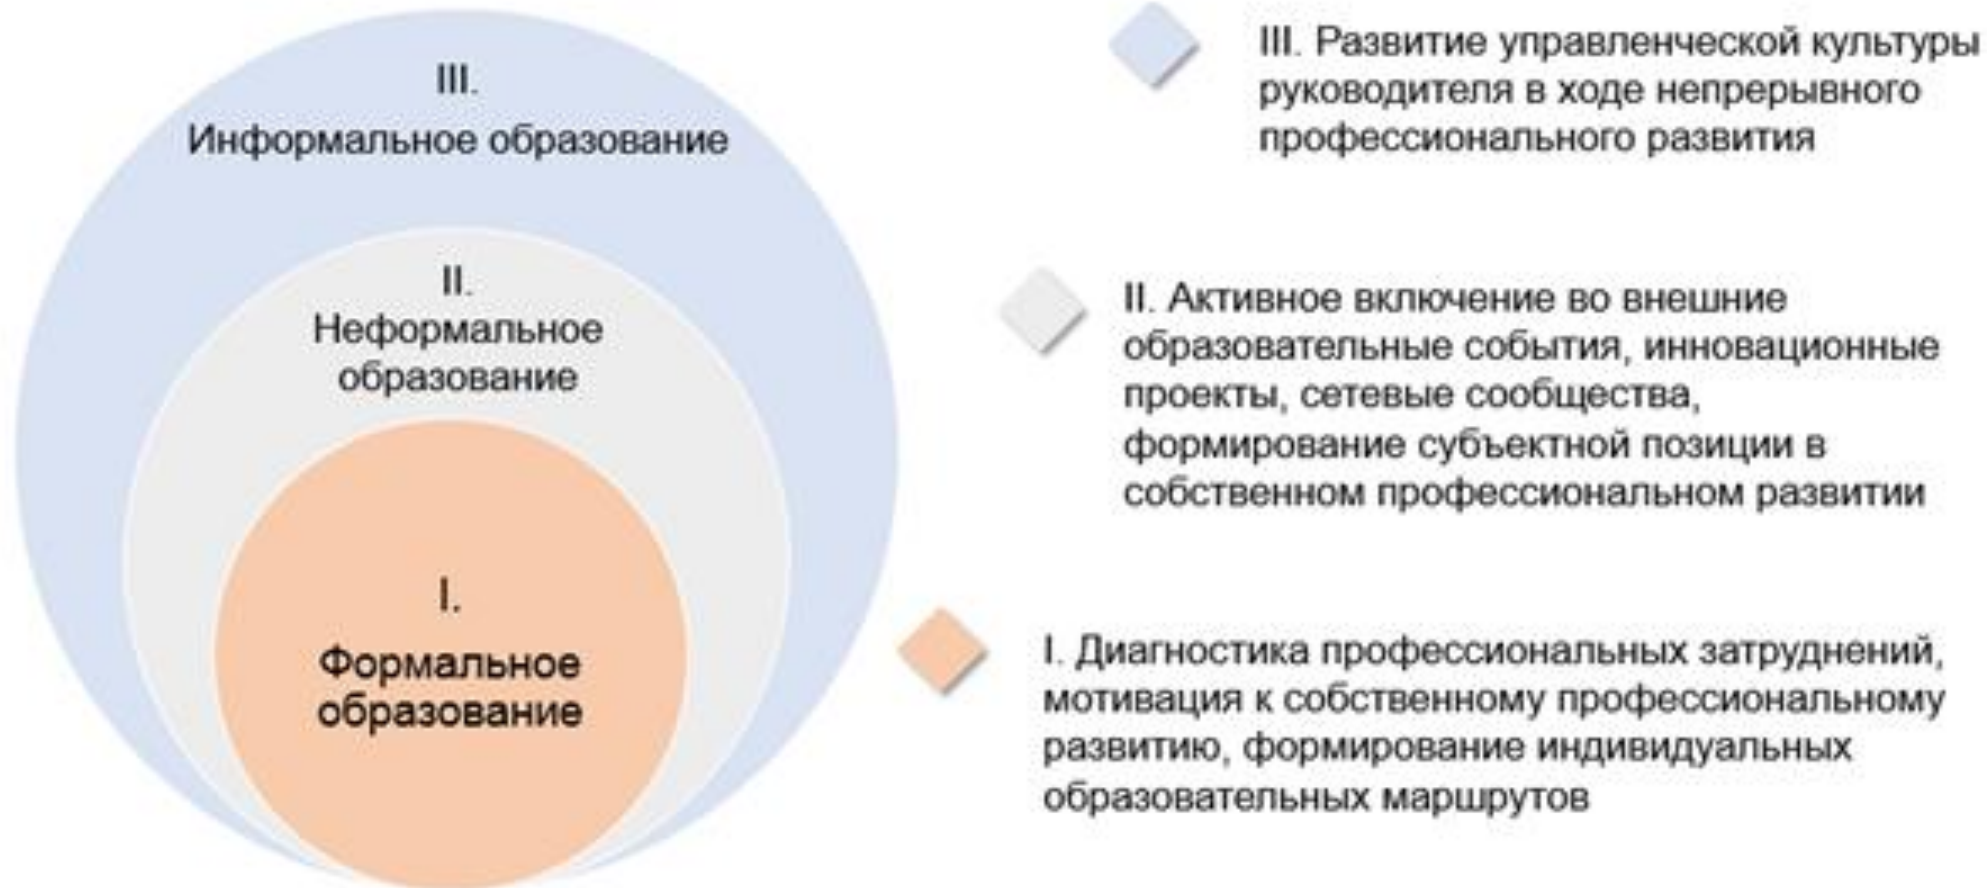 III.
Информальное образование
II.
Неформальное
образование
I.
Формальное
образование
III. Развитие управленческой культуры
руководителя в ходе непрерывного
профессионального развития
II. Активное включение во внешние
образовательные события, инновационные
проекты, сетевые сообщества,
формирование субъектной позиции в
собственном профессиональном развитии
I. Диагностика профессиональных затруднений,
мотивация к собственному профессиональному
развитию, формирование индивидуальных
образовательных маршрутов